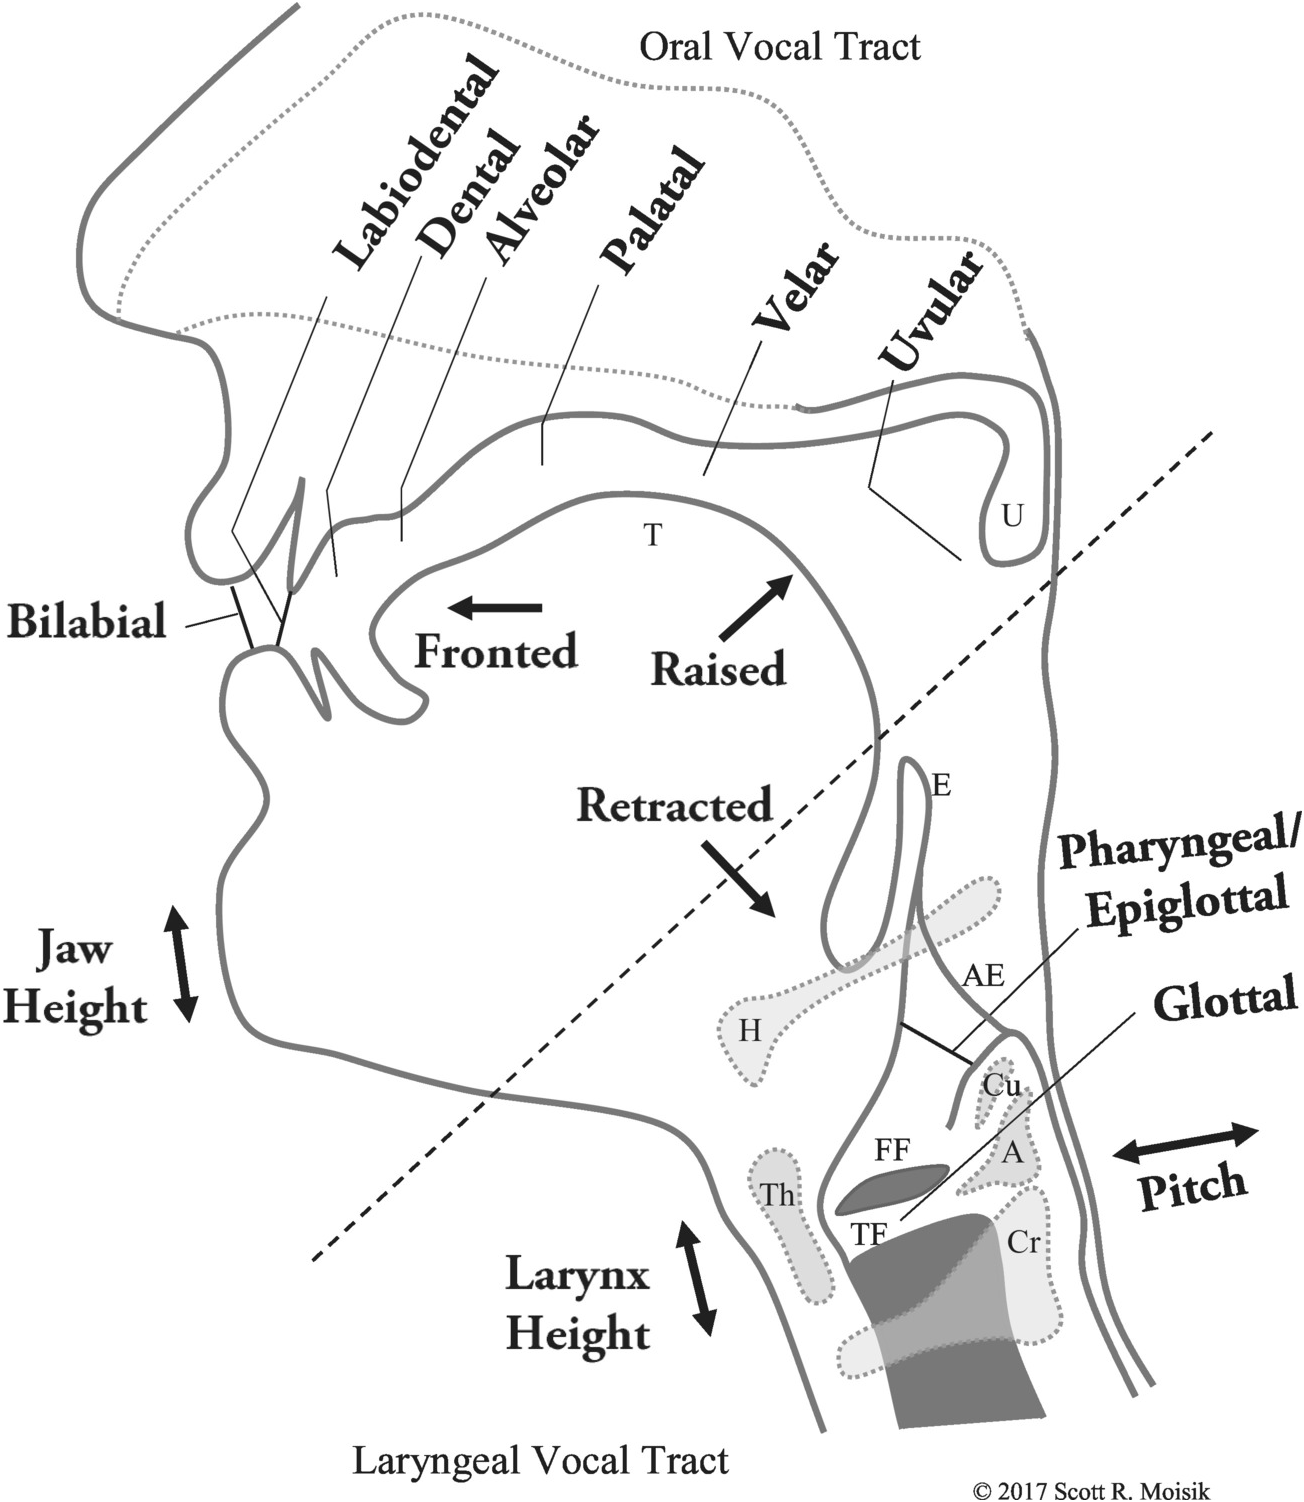 Oral Vocal Tract
Labiodental
Dental
Alveolar
Palatal
Velar
Uvular
U
T
Bilabial
Fronted
Raised
Retracted
E
Pharyngeal/
Epiglottal
Jaw
Height
AE
H
Glottal
Cu
FF
A
Th
Pitch
TF
Cr
Larynx
Height
Laryngeal Vocal Tract
© 2017 Scott R. Moisik